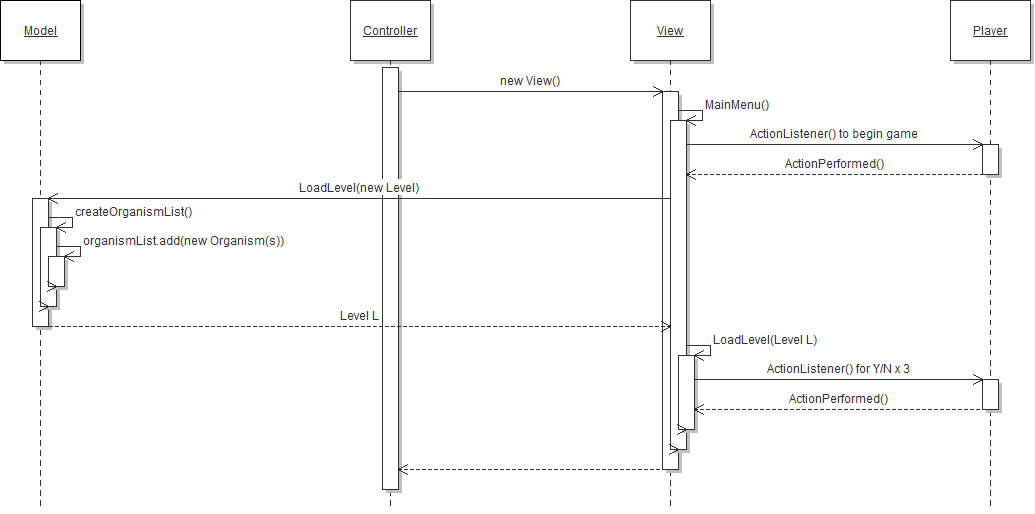 Model
Controller
View
Player
new View()
MainMenu()
ActionListener() to begin game
ActionPerformed()
LoadLevel(new Level)
createOrganismList()
organismList.add(new Organism(s))
Level L
LoadLevel(Level L)
ActionListener() for Y/N x 3
ActionPerformed()